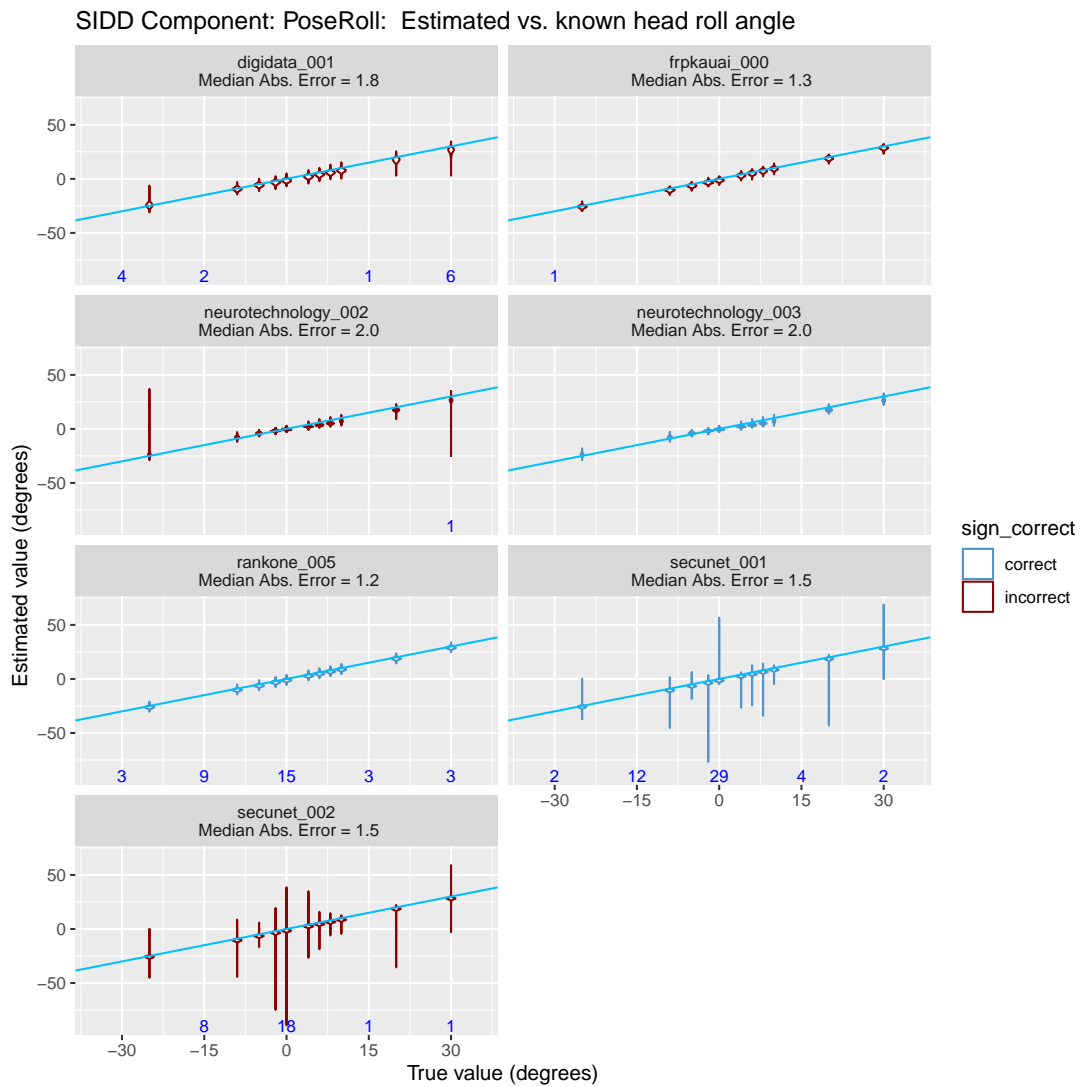 SIDD Component: PoseRoll:  Estimated vs. known head roll angle
digidata_001
Median Abs. Error = 1.8
frpkauai_000
Median Abs. Error = 1.3
50
0
−50
4 2 1 6
1
neurotechnology_002
Median Abs. Error = 2.0
neurotechnology_003
Median Abs. Error = 2.0
50
0
−50
1
rankone_005
Median Abs. Error = 1.2
secunet_001
Median Abs. Error = 1.5
50
0
−50
3 9 15 3 3
2 12 29 4 2
−30 −15 0 15 30
secunet_002
Median Abs. Error = 1.5
50
0
−50
8 18 1 1
−30 −15 0 15 30
True value (degrees)
Estimated value (degrees)
sign_correct
correct
incorrect